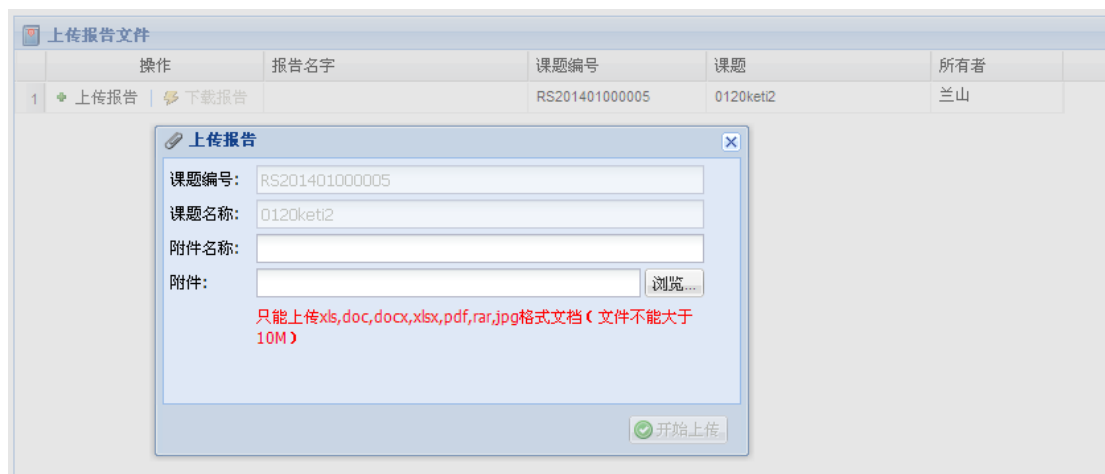 上传报告文件
操作 报告名字 课题编号 课题 所有者
1 上传报告 | 下载报告 RS201401000005 0120keti2 兰山
上传报告
课题编号: RS201401000005
课题名称: 0120keti2
附件名称:
附件: 浏览...
只能上传xls,doc,docx,xlsx,pdf,rar,jpg格式文档(文件不能大于
10M)
开始上传